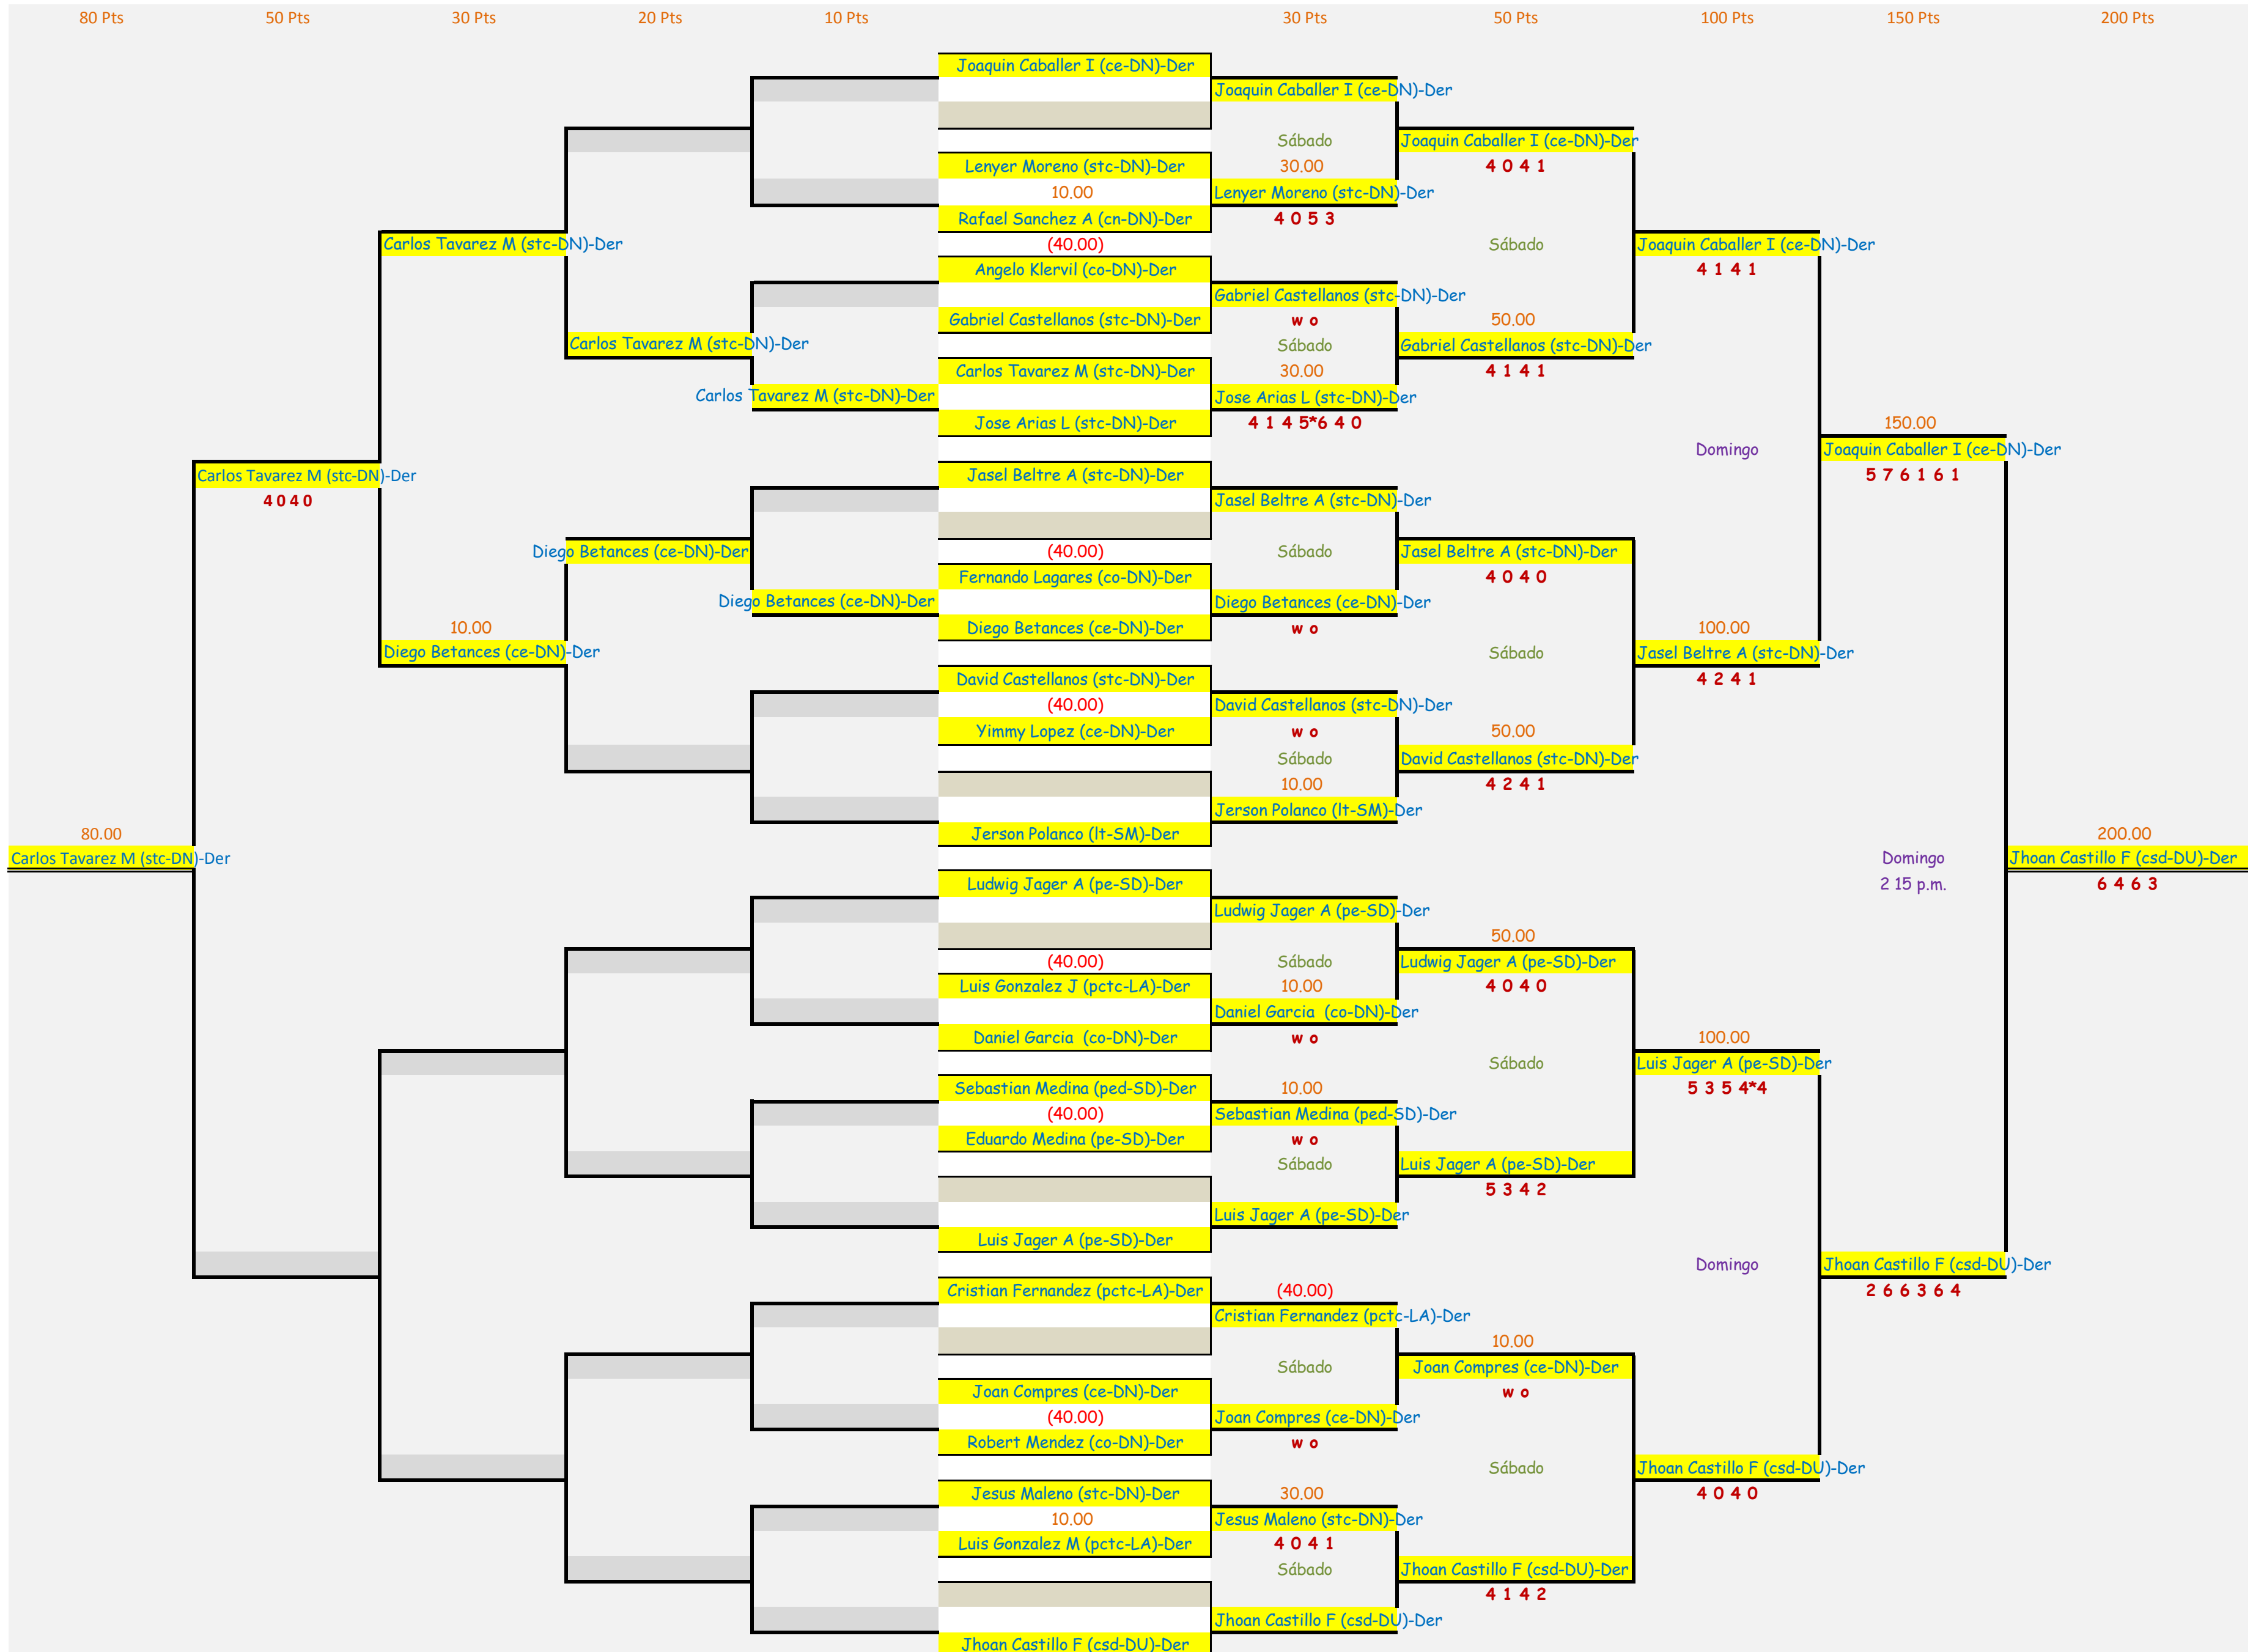 80 Pts 50 Pts 30 Pts 20 Pts 10 Pts 30 Pts 50 Pts 100 Pts 150 Pts 200 Pts
Joaquin Caballer I (ce-DN)-Der
Joaquin Caballer I (ce-DN)-Der
Sábado Joaquin Caballer I (ce-DN)-Der
Lenyer Moreno (stc-DN)-Der 30.00 4 0 4 1
10.00 Lenyer Moreno (stc-DN)-Der
Rafael Sanchez A (cn-DN)-Der 4 0 5 3
Carlos Tavarez M (stc-DN)-Der (40.00) Sábado Joaquin Caballer I (ce-DN)-Der
Angelo Klervil (co-DN)-Der 4 1 4 1
Gabriel Castellanos (stc-DN)-Der
Gabriel Castellanos (stc-DN)-Der w o 50.00
Carlos Tavarez M (stc-DN)-Der Sábado Gabriel Castellanos (stc-DN)-Der
Carlos Tavarez M (stc-DN)-Der 30.00 4 1 4 1
Carlos Tavarez M (stc-DN)-Der Jose Arias L (stc-DN)-Der
Jose Arias L (stc-DN)-Der 4 1 4 5*6 4 0 150.00
Domingo Joaquin Caballer I (ce-DN)-Der
Carlos Tavarez M (stc-DN)-Der Jasel Beltre A (stc-DN)-Der 5 7 6 1 6 1
4 0 4 0 Jasel Beltre A (stc-DN)-Der
Diego Betances (ce-DN)-Der (40.00) Sábado Jasel Beltre A (stc-DN)-Der
Fernando Lagares (co-DN)-Der 4 0 4 0
Diego Betances (ce-DN)-Der Diego Betances (ce-DN)-Der
10.00 Diego Betances (ce-DN)-Der w o 100.00
Diego Betances (ce-DN)-Der Sábado Jasel Beltre A (stc-DN)-Der
David Castellanos (stc-DN)-Der 4 2 4 1
(40.00) David Castellanos (stc-DN)-Der
Yimmy Lopez (ce-DN)-Der w o 50.00
Sábado David Castellanos (stc-DN)-Der
10.00 4 2 4 1
Jerson Polanco (lt-SM)-Der
80.00 Jerson Polanco (lt-SM)-Der 200.00
Carlos Tavarez M (stc-DN)-Der Domingo Jhoan Castillo F (csd-DU)-Der
Ludwig Jager A (pe-SD)-Der 2 15 p.m. 6 4 6 3
Ludwig Jager A (pe-SD)-Der
50.00
(40.00) Sábado Ludwig Jager A (pe-SD)-Der
Luis Gonzalez J (pctc-LA)-Der 10.00 4 0 4 0
Daniel Garcia (co-DN)-Der
Daniel Garcia (co-DN)-Der w o 100.00
Sábado Luis Jager A (pe-SD)-Der
Sebastian Medina (ped-SD)-Der 10.00 5 3 5 4*4
(40.00) Sebastian Medina (ped-SD)-Der
Eduardo Medina (pe-SD)-Der w o
Sábado Luis Jager A (pe-SD)-Der
5 3 4 2
Luis Jager A (pe-SD)-Der
Luis Jager A (pe-SD)-Der
Domingo Jhoan Castillo F (csd-DU)-Der
Cristian Fernandez (pctc-LA)-Der (40.00) 2 6 6 3 6 4
Cristian Fernandez (pctc-LA)-Der
10.00
Sábado Joan Compres (ce-DN)-Der
Joan Compres (ce-DN)-Der w o
(40.00) Joan Compres (ce-DN)-Der
Robert Mendez (co-DN)-Der w o
Sábado Jhoan Castillo F (csd-DU)-Der
Jesus Maleno (stc-DN)-Der 30.00 4 0 4 0
10.00 Jesus Maleno (stc-DN)-Der
Luis Gonzalez M (pctc-LA)-Der 4 0 4 1
Sábado Jhoan Castillo F (csd-DU)-Der
4 1 4 2
Jhoan Castillo F (csd-DU)-Der
Jhoan Castillo F (csd-DU)-Der